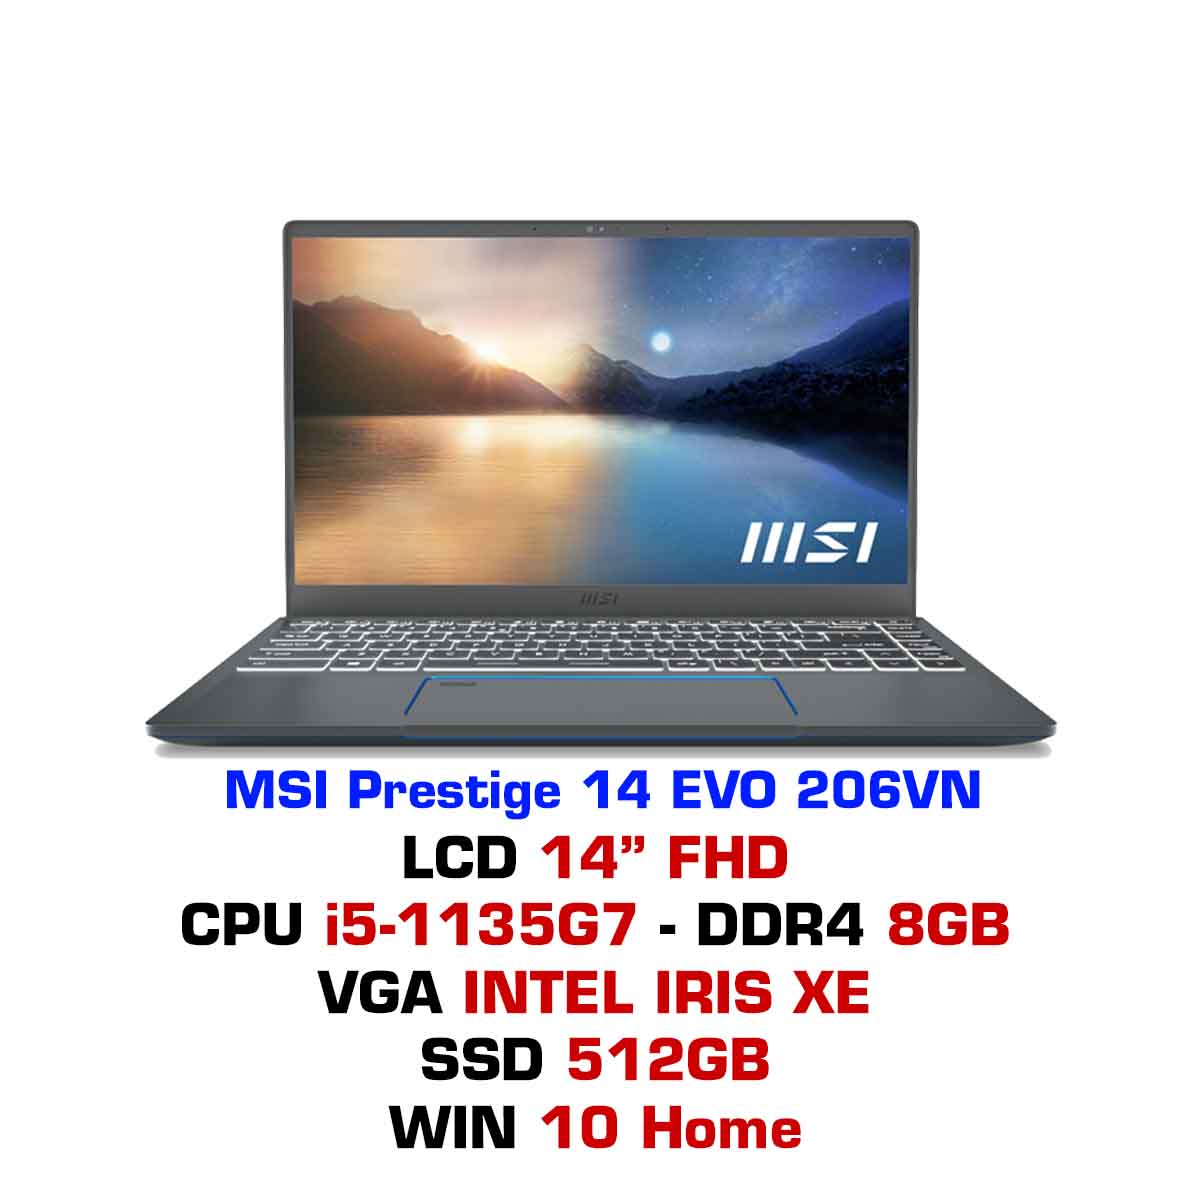 MSI
MSI
MSI Prestige 14 EVO 206VN
LCD 14” FHD
CPU i5-1135G7 - DDR4 8GB
VGA INTEL IRIS XE
SSD 512GB
WIN 10 Home